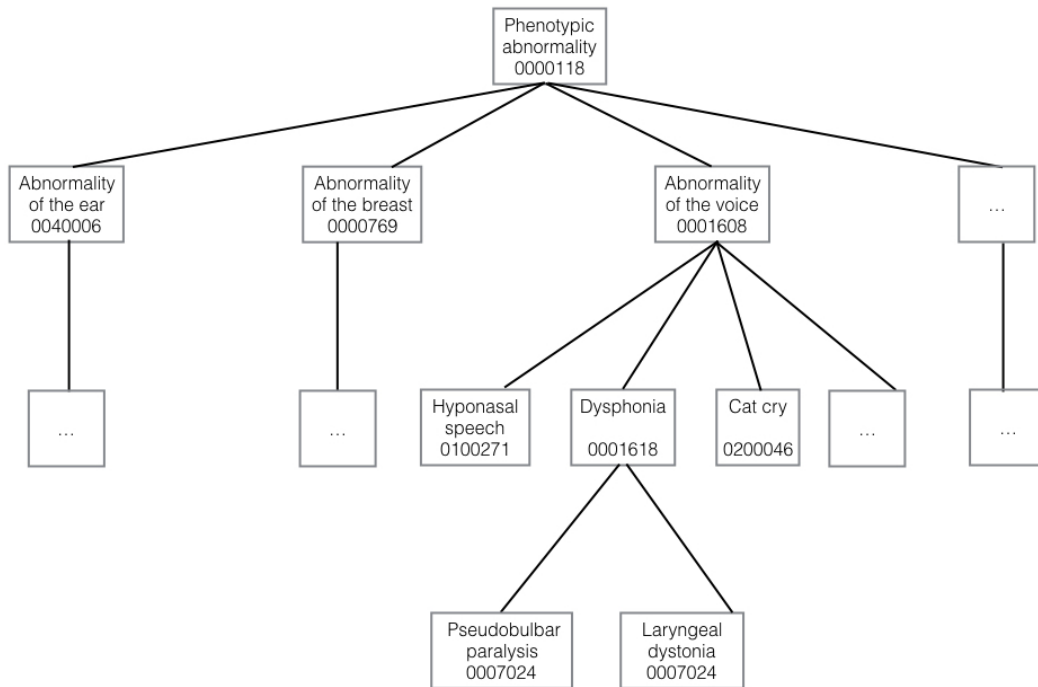 Phenotypic
abnormality
0000118
Abnormality
of the ear
0040006
Abnormality
of the breast
0000769
Abnormality
of the voice
0001608
...
...
...
Hyponasal
speech
0100271
Dysphonia
0001618
Cat cry
0200046
...
...
Pseudobulbar
paralysis
0007024
Laryngeal
dystonia
0007024